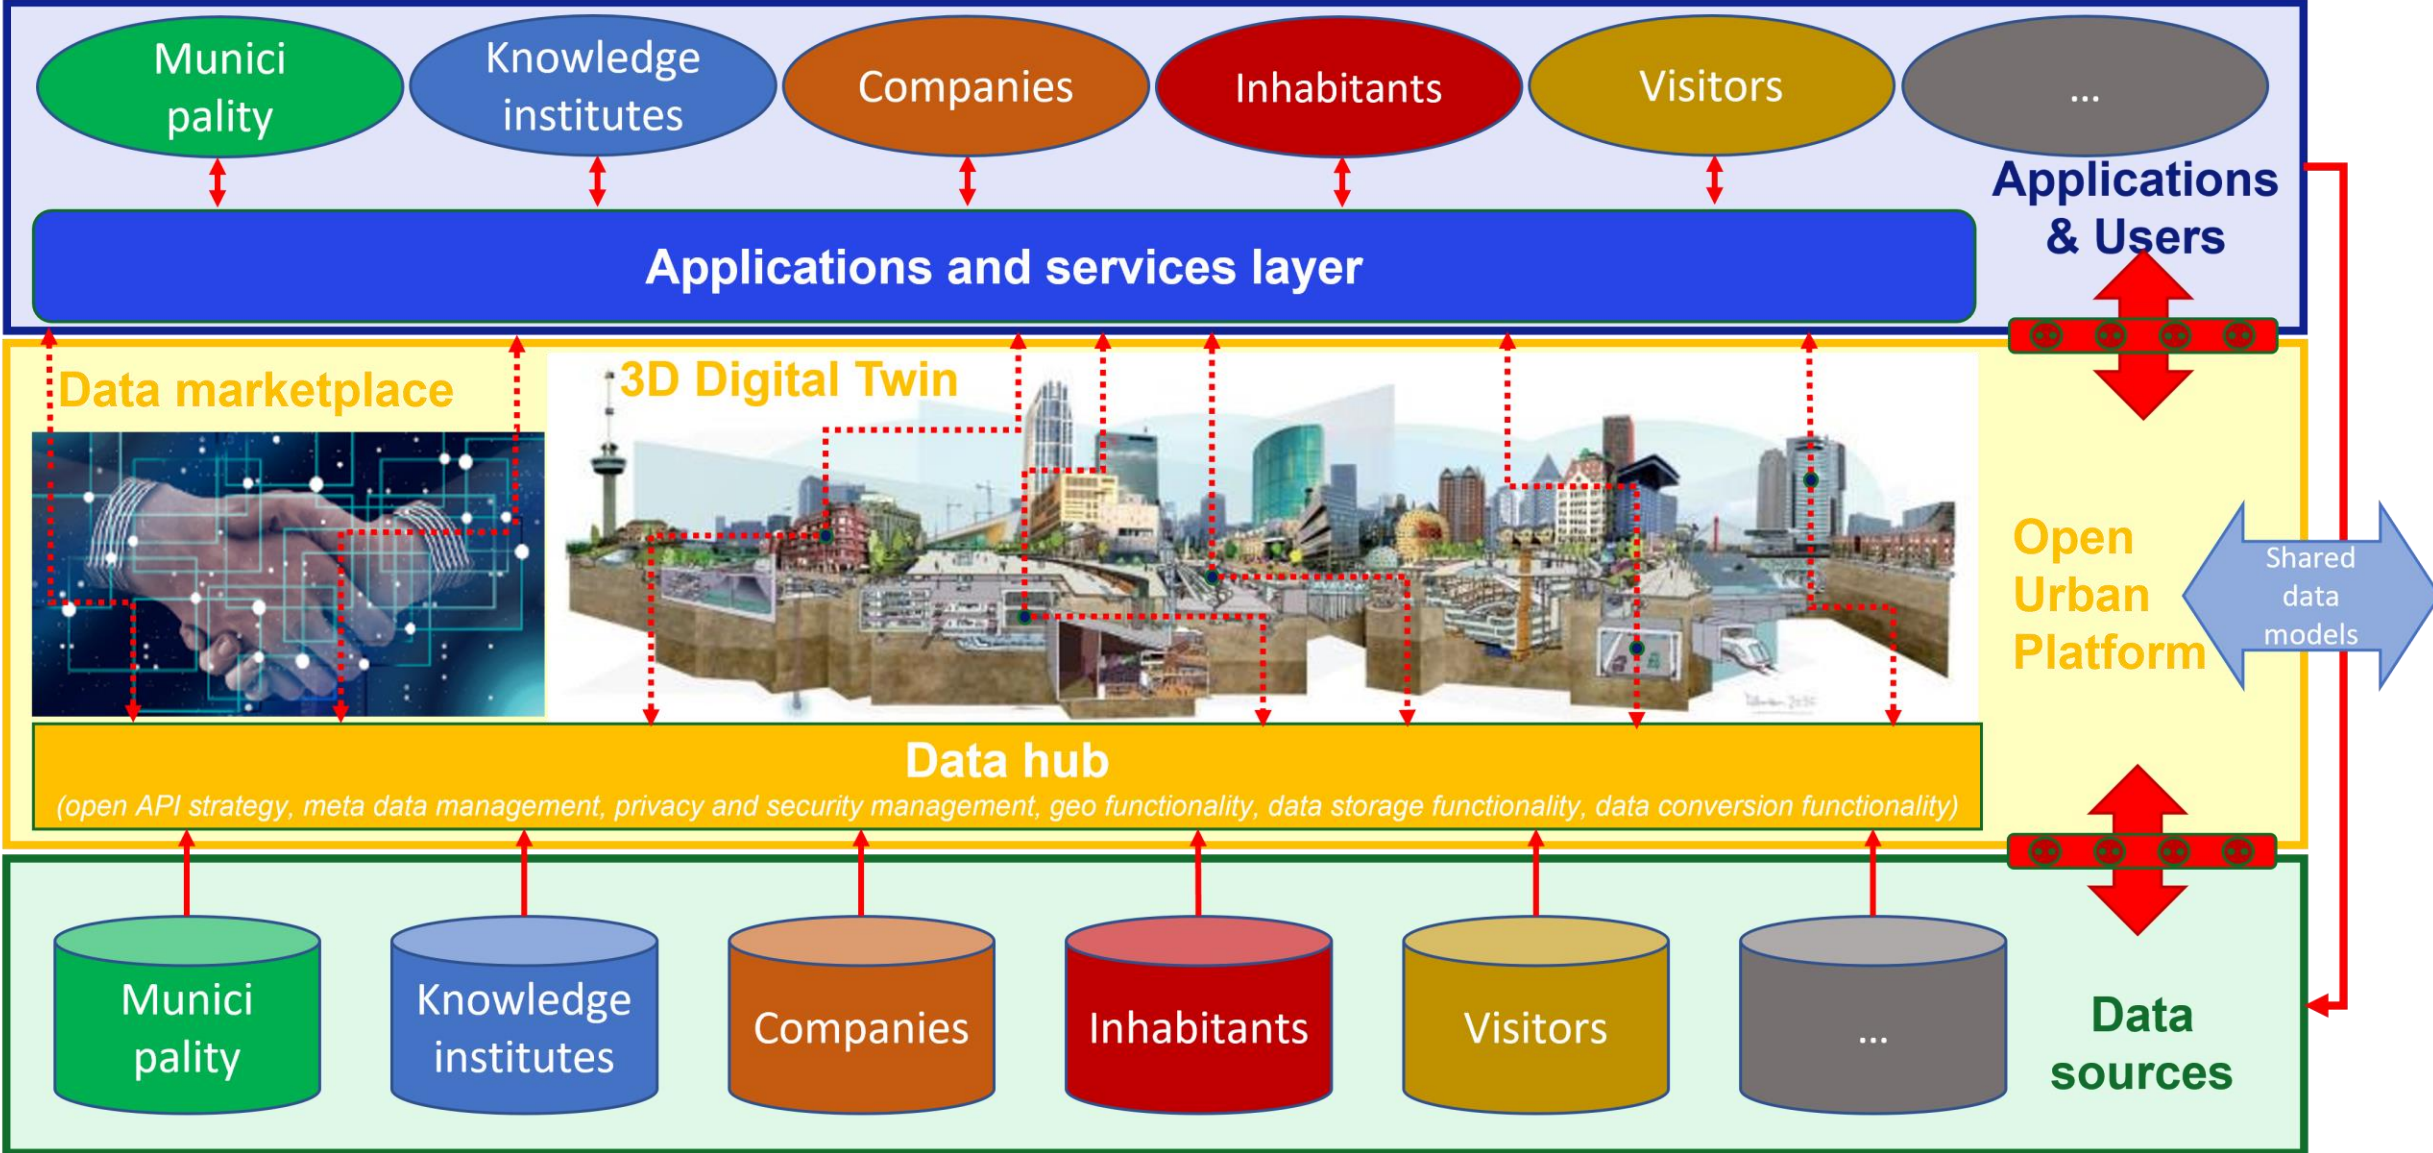 Munici
pality
Knowledge
institutes
Companies
Inhabitants
Visitors
...
Applications
& Users
Applications and services layer
Data marketplace
3D Digital Twin
Open
Urban
Platform
Shared
data
models
Data hub
(open API strategy, meta data management, privacy and security management, geo functionality, data storage functionality, data conversion functionality)
Munici
pality
Knowledge
institutes
Companies
Inhabitants
Visitors
...
Data
sources